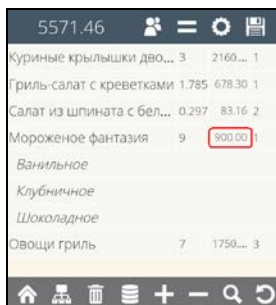 5571.46
Куриные крылышки дво... 3 2160.... 1
Гриль-салат с креветками 1.785 678.30 1
Салат из шпината с бел... 0.297 83.16 2
Мороженое фантазия 9 900.00 1
Ванильное
Клубничное
Шоколадное
Овощи гриль 7 1750.... 3